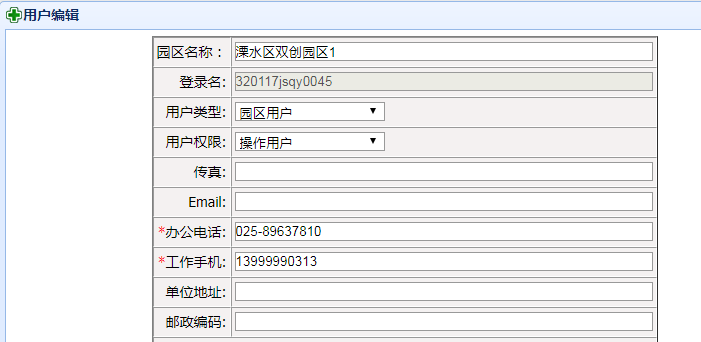 用户编辑
园区名称： 溧水区双创园区1
登录名: 320117jsqy0045
用户类型: 园区用户
用户权限: 操作用户
传真:
Email:
*办公电话: 025-89637810
*工作手机: 13999990313
单位地址:
邮政编码: